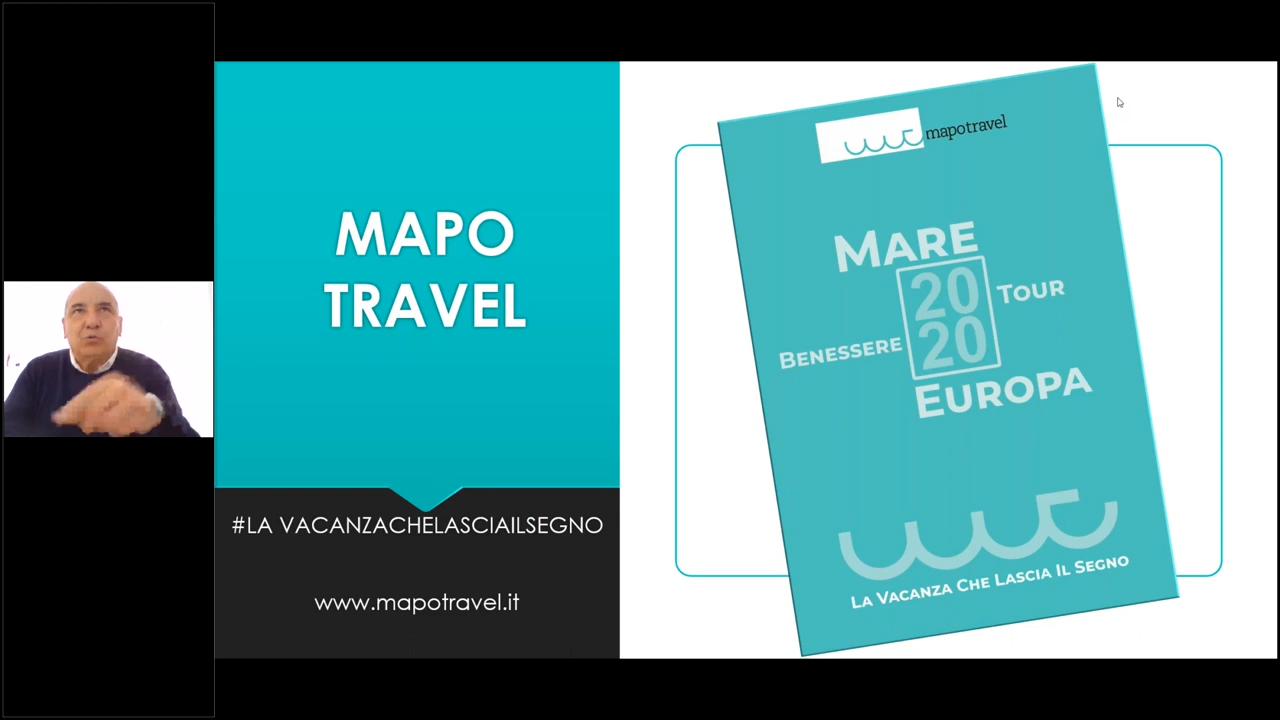 MAPO
TRAVEL
#LA VACANZACHELASCIAILSEGNO
www.mapotravel.it
mapotravel
MARE
20
20
TOUR
BENESSERE
EUROPA
LA VACANZA CHE LASCIA IL SEGNO